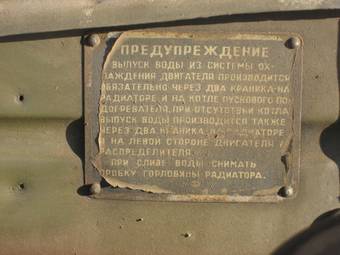 ПРЕДУПРЕЖДЕНИЕ
ВЫПУСК ВОДЫ ИЗ СИСТЕМЫ ОХ-
ЛАЖДЕНИЯ ДВИГАТЕЛЯ ПРОИЗВОДИТСЯ
ОБЯЗАТЕЛЬНО ЧЕРЕЗ ДВА КРАНИКА-НА
РАДИАТОРЕ И НА КОТЛЕ ПУСКОВОГО ПО-
ДОГРЕВАТЕЛЯ, ПРИ ОТСУТСТВИИ КОТЛА
ВЫПУСК ВОДЫ ПРОИЗВОДИТСЯ ТАКЖЕ
ЧЕРЕЗ ДВА КРАНИКА НА РАДИАТОРЕ
И НА ЛЕВОЙ СТОРОНЕ ДВИГАТЕЛЯ У
РАСПРЕДЕЛИТЕЛЯ.
ПРИ СЛИВЕ ВОДЫ СНИМАТЬ
ПРОБКУ ГОРЛОВИНЫ РАДИАТОРА.